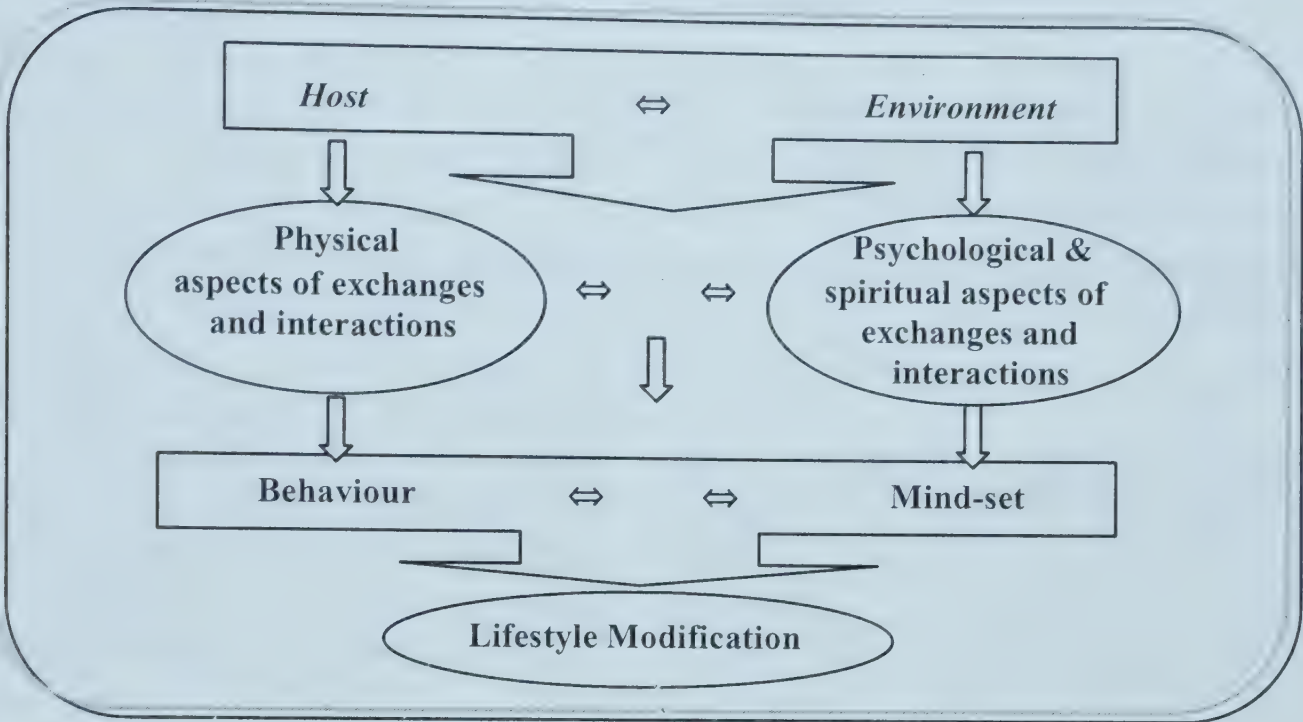 Host ⇔ Environment
Physical
aspects of exchanges
and interactions
⇔ ⇔
Psychological &
spiritual aspects of
exchanges and
interactions
Behaviour ⇔ ⇔ Mind-set
Lifestyle Modification